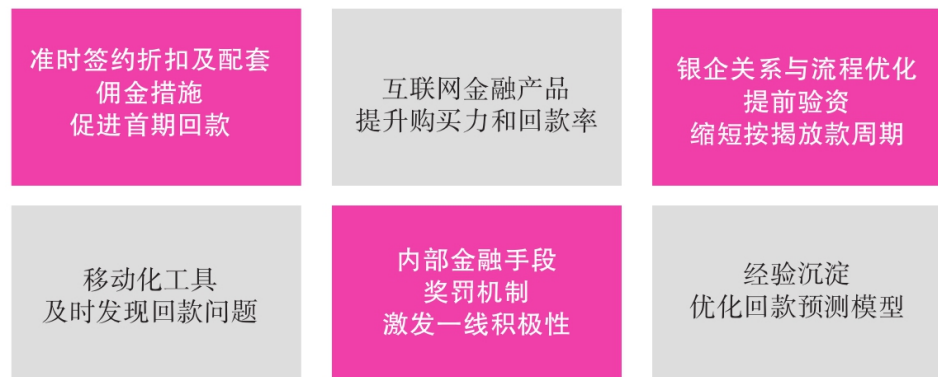 准时签约折扣及配套
佣金措施
促进首期回款
互联网金融产品
提升购买力和回款率
银企关系与流程优化
提前验资
缩短按揭放款周期
移动化工具
及时发现回款问题
内部金融手段
奖罚机制
激发一线积极性
经验沉淀
优化回款预测模型